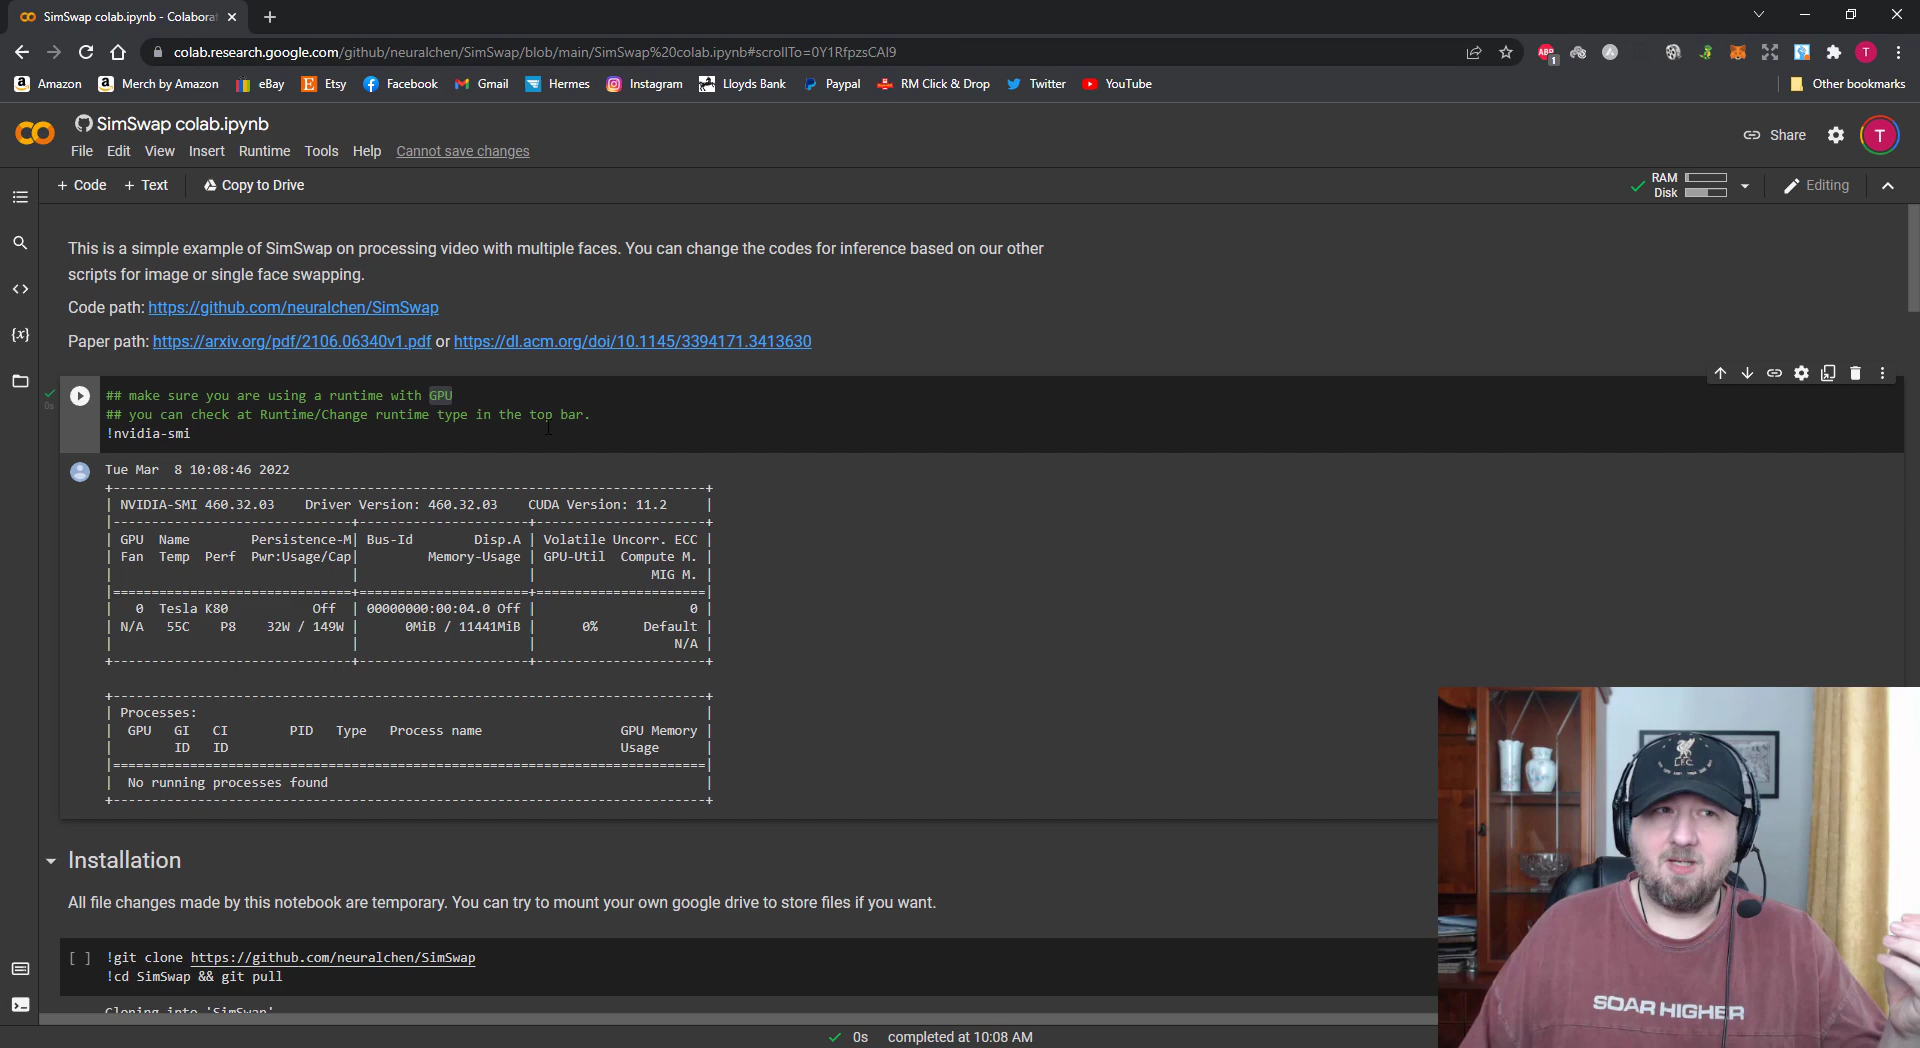 SimSwap colab.ipynb - Colabora
colab.research.google.com/github/neuralchen/SimSwap/blob/main/SimSwap%20colab.ipynb#scrollTo=0Y1RfpzsCAI9
ABP
1
T
Amazon Merch by Amazon eBay Etsy Facebook Gmail Hermes Instagram Lloyds Bank Paypal RM Click & Drop Twitter YouTube Other bookmarks
SimSwap colab.ipynb
File Edit View Insert Runtime Tools Help Cannot save changes
Share
T
+ Code + Text Copy to Drive
RAM
Disk
Editing
This is a simple example of SimSwap on processing video with multiple faces. You can change the codes for inference based on our other
scripts for image or single face swapping.
Code path: https://github.com/neuralchen/SimSwap
Paper path: https://arxiv.org/pdf/2106.06340v1.pdf or https://dl.acm.org/doi/10.1145/3394171.3413630
0s
## make sure you are using a runtime with GPU
## you can check at Runtime/Change runtime type in the top bar.
!nvidia-smi
Tue Mar  8 10:08:46 2022
NVIDIA-SMI 460.32.03    Driver Version: 460.32.03    CUDA Version: 11.2
GPU  Name        Persistence-M| Bus-Id        Disp.A | Volatile Uncorr. ECC
Fan  Temp  Perf  Pwr:Usage/Cap|         Memory-Usage | GPU-Util  Compute M.
MIG M.
0  Tesla K80           Off  | 00000000:00:04.0 Off |                    0
N/A   55C    P8    32W / 149W |      0MiB / 11441MiB |      0%      Default
N/A
Processes:
GPU   GI   CI        PID   Type   Process name                  GPU Memory
ID   ID                                                   Usage
No running processes found
Installation
All file changes made by this notebook are temporary. You can try to mount your own google drive to store files if you want.
[ ] !git clone https://github.com/neuralchen/SimSwap
!cd SimSwap && git pull
Cloning into 'SimSwap'
0s completed at 10:08 AM
L.F.C.
SOAR HIGHER